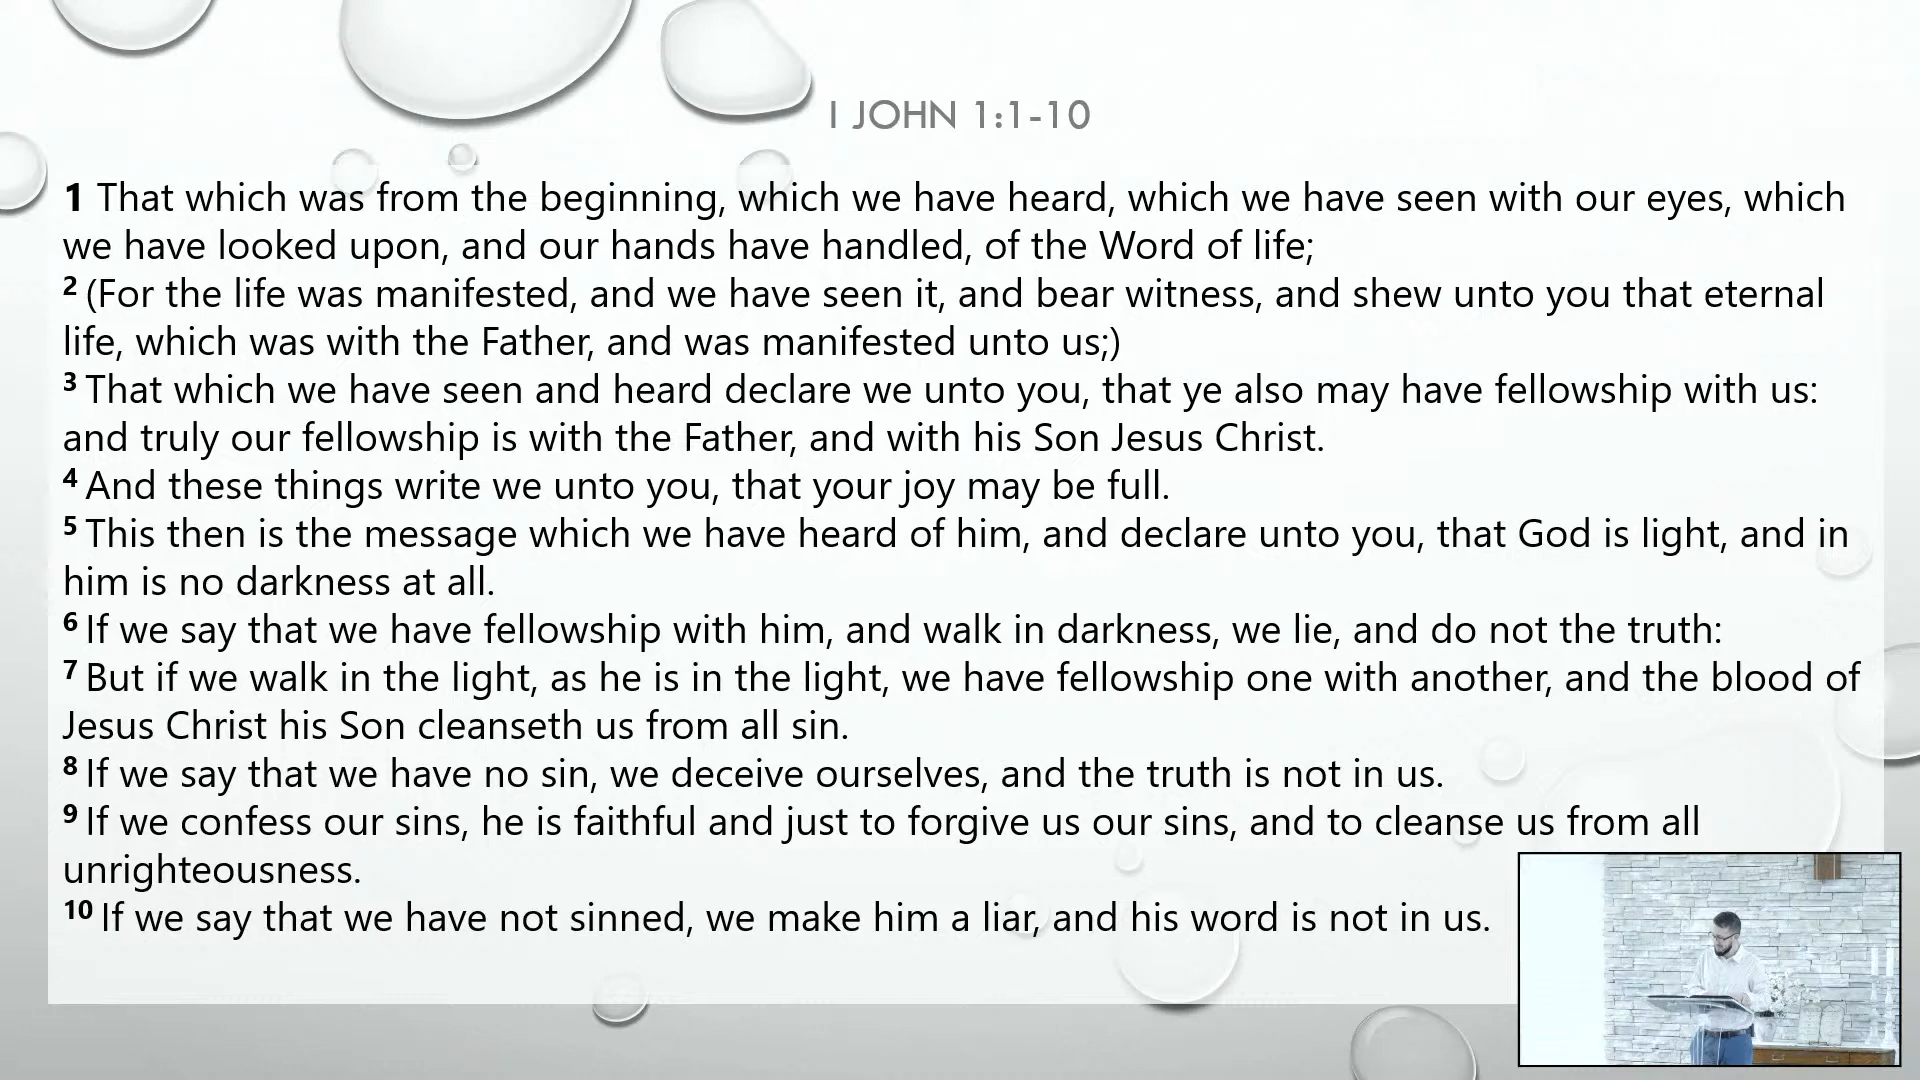 I JOHN 1:1-10
1 That which was from the beginning, which we have heard, which we have seen with our eyes, which
we have looked upon, and our hands have handled, of the Word of life;
2 (For the life was manifested, and we have seen it, and bear witness, and shew unto you that eternal
life, which was with the Father, and was manifested unto us;)
3 That which we have seen and heard declare we unto you, that ye also may have fellowship with us:
and truly our fellowship is with the Father, and with his Son Jesus Christ.
4 And these things write we unto you, that your joy may be full.
5 This then is the message which we have heard of him, and declare unto you, that God is light, and in
him is no darkness at all.
6 If we say that we have fellowship with him, and walk in darkness, we lie, and do not the truth:
7 But if we walk in the light, as he is in the light, we have fellowship one with another, and the blood of
Jesus Christ his Son cleanseth us from all sin.
8 If we say that we have no sin, we deceive ourselves, and the truth is not in us.
9 If we confess our sins, he is faithful and just to forgive us our sins, and to cleanse us from all
unrighteousness.
10 If we say that we have not sinned, we make him a liar, and his word is not in us.